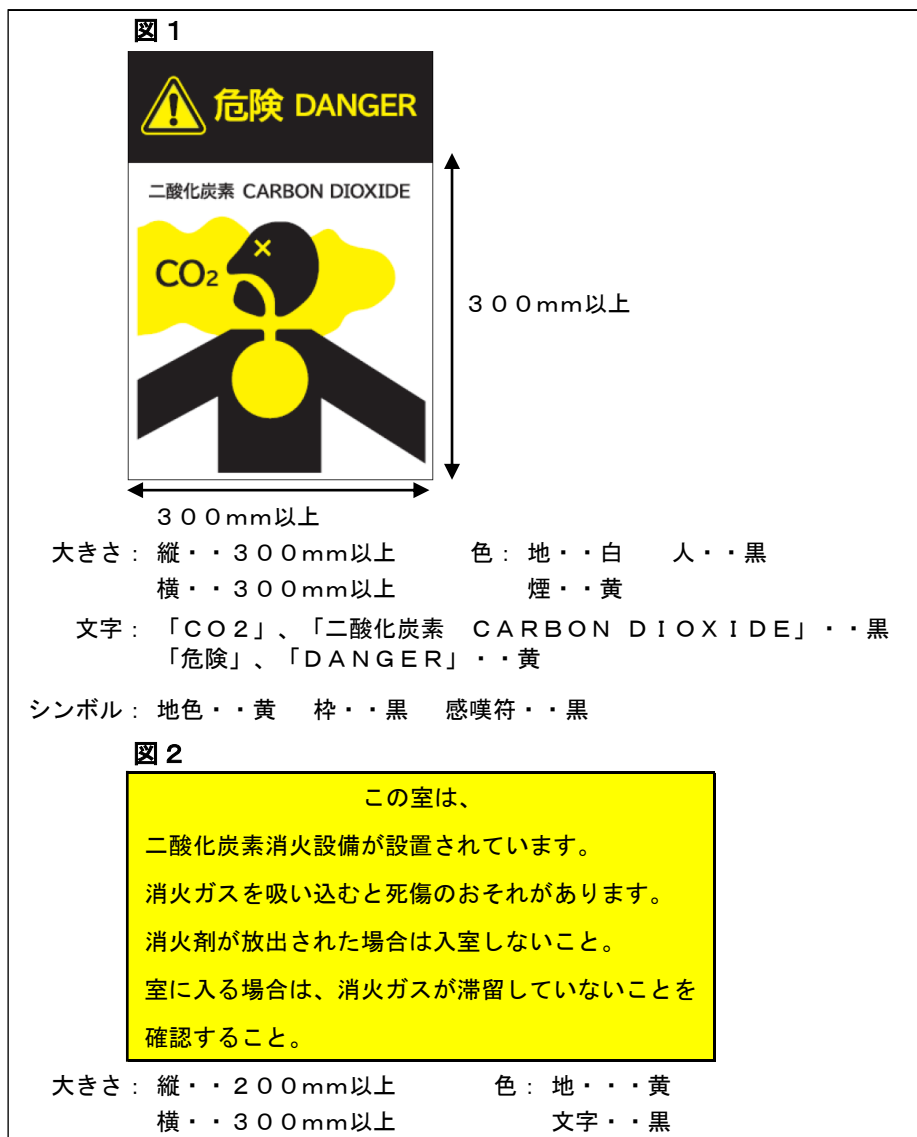 図１
危険 DANGER
二酸化炭素 CARBON DIOXIDE
CO2
３００mm以上
３００mm以上
大きさ： 縦・・３００mm以上 色： 地・・白 人・・黒
横・・３００mm以上 煙・・黄
文字： 「ＣＯ２」、「二酸化炭素 ＣＡＲＢＯＮ ＤＩＯＸＩＤＥ」・・黒
「危険」、「ＤＡＮＧＥＲ」・・黄
シンボル： 地色・・黄 枠・・黒 感嘆符・・黒
図２
この室は、
二酸化炭素消火設備が設置されています。
消火ガスを吸い込むと死傷のおそれがあります。
消火剤が放出された場合は入室しないこと。
室に入る場合は、消火ガスが滞留していないことを
確認すること。
大きさ： 縦・・２００mm以上 色： 地・・・黄
横・・３００mm以上 文字・・黒